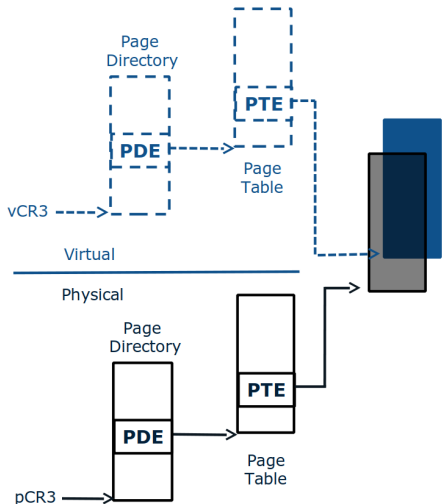 Page
Directory
PTE
PDE
Page
Table
vCR3
Virtual
Physical
Page
Directory
PTE
PDE
Page
Table
pCR3